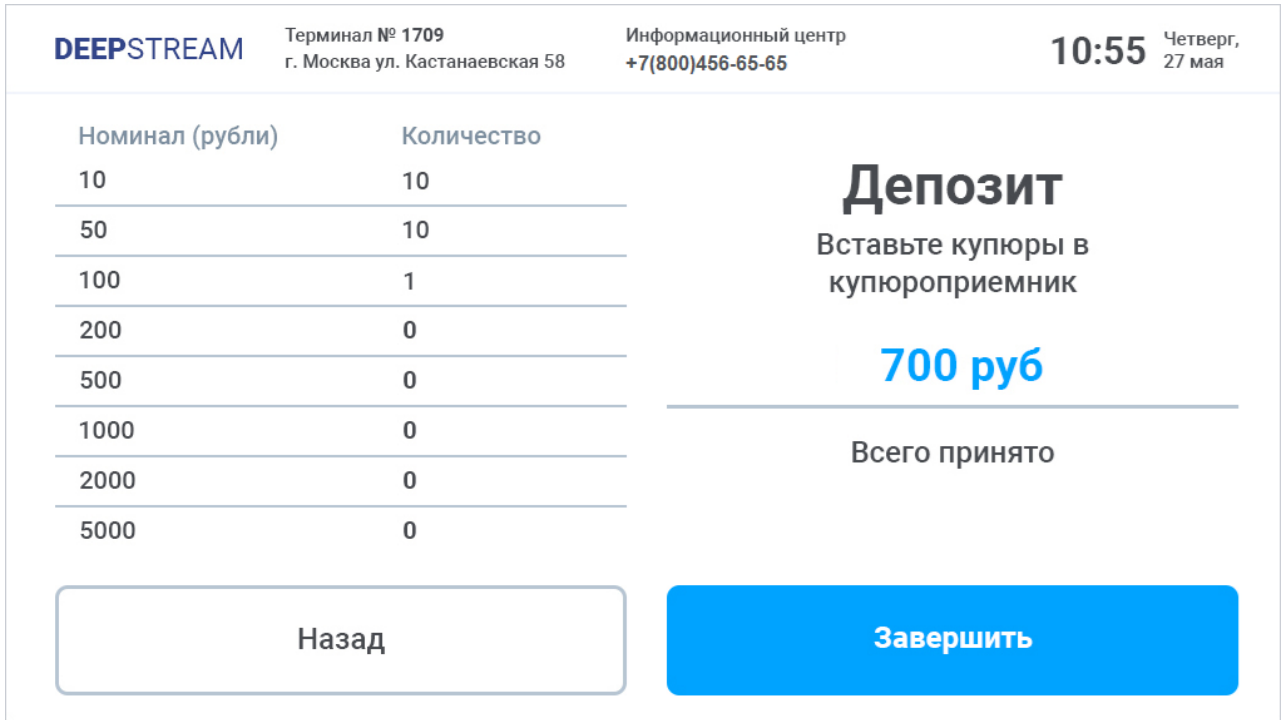 DEEPSTREAM
Терминал № 1709
г. Москва ул. Кастанаевская 58
Информационный центр
+7(800)456-65-65
10:55
Четверг,
27 мая
Номинал (рубли) Количество
10 10
50 10
100 1
200 0
500 0
1000 0
2000 0
5000 0
Депозит
Вставьте купюры в
купюроприемник
700 руб
Всего принято
Назад
Завершить